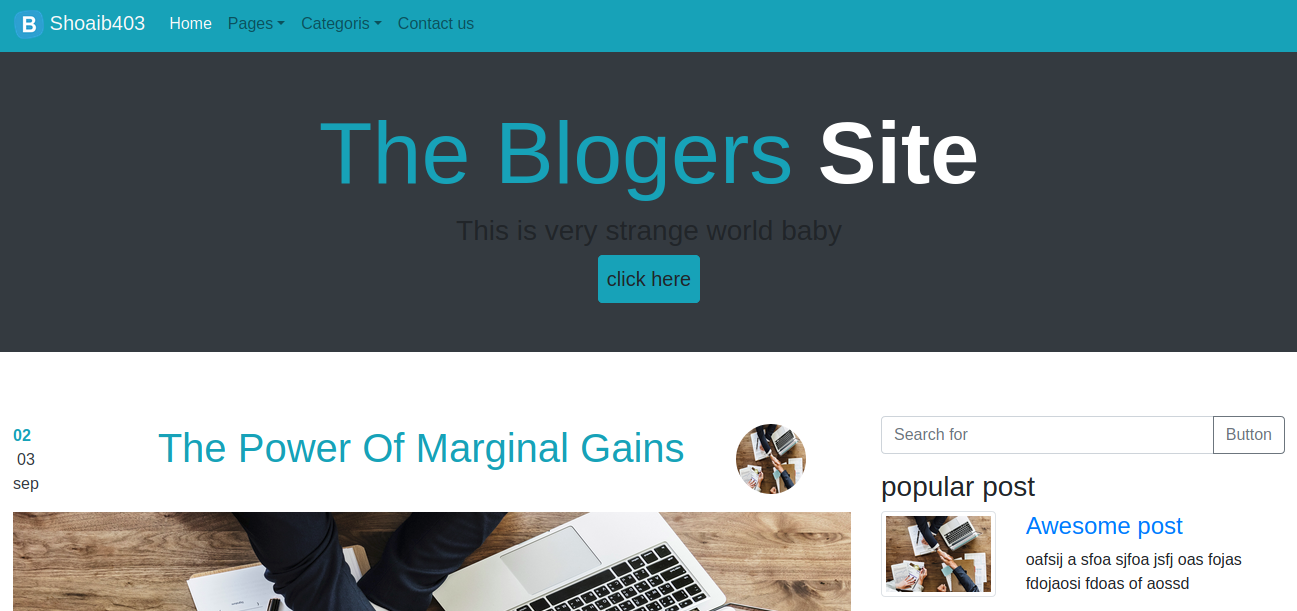 B Shoaib403 Home Pages Categoris Contact us
The Blogers Site
This is very strange world baby
click here
02
03
sep
The Power Of Marginal Gains
Search for Button
popular post
Awesome post
oafsij a sfoa sjfoa jsfj oas fojas
fdojaosi fdoas of aossd